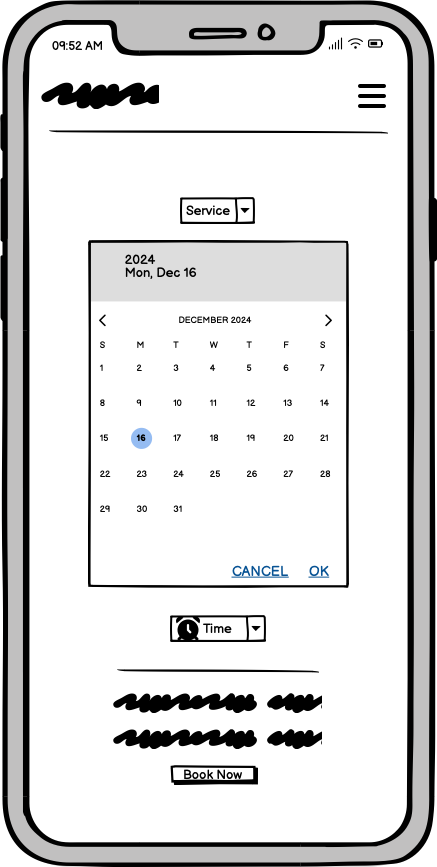 09:52 AM
Service
2024
Mon, Dec 16
DECEMBER 2024
S M T W T F S
1 2 3 4 5 6 7
8 9 10 11 12 13 14
15 16 17 18 19 20 21
22 23 24 25 26 27 28
29 30 31
CANCEL OK
Time
Book Now